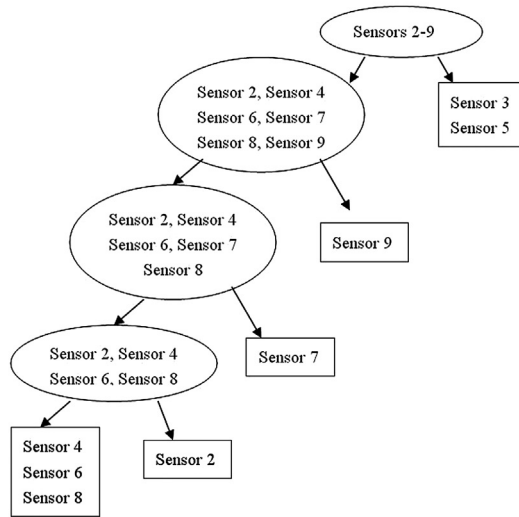 Sensors 2-9
Sensor 2, Sensor 4
Sensor 6, Sensor 7
Sensor 8, Sensor 9
Sensor 3
Sensor 5
Sensor 2, Sensor 4
Sensor 6, Sensor 7
Sensor 8
Sensor 9
Sensor 2, Sensor 4
Sensor 6, Sensor 8
Sensor 7
Sensor 4
Sensor 6
Sensor 8
Sensor 2